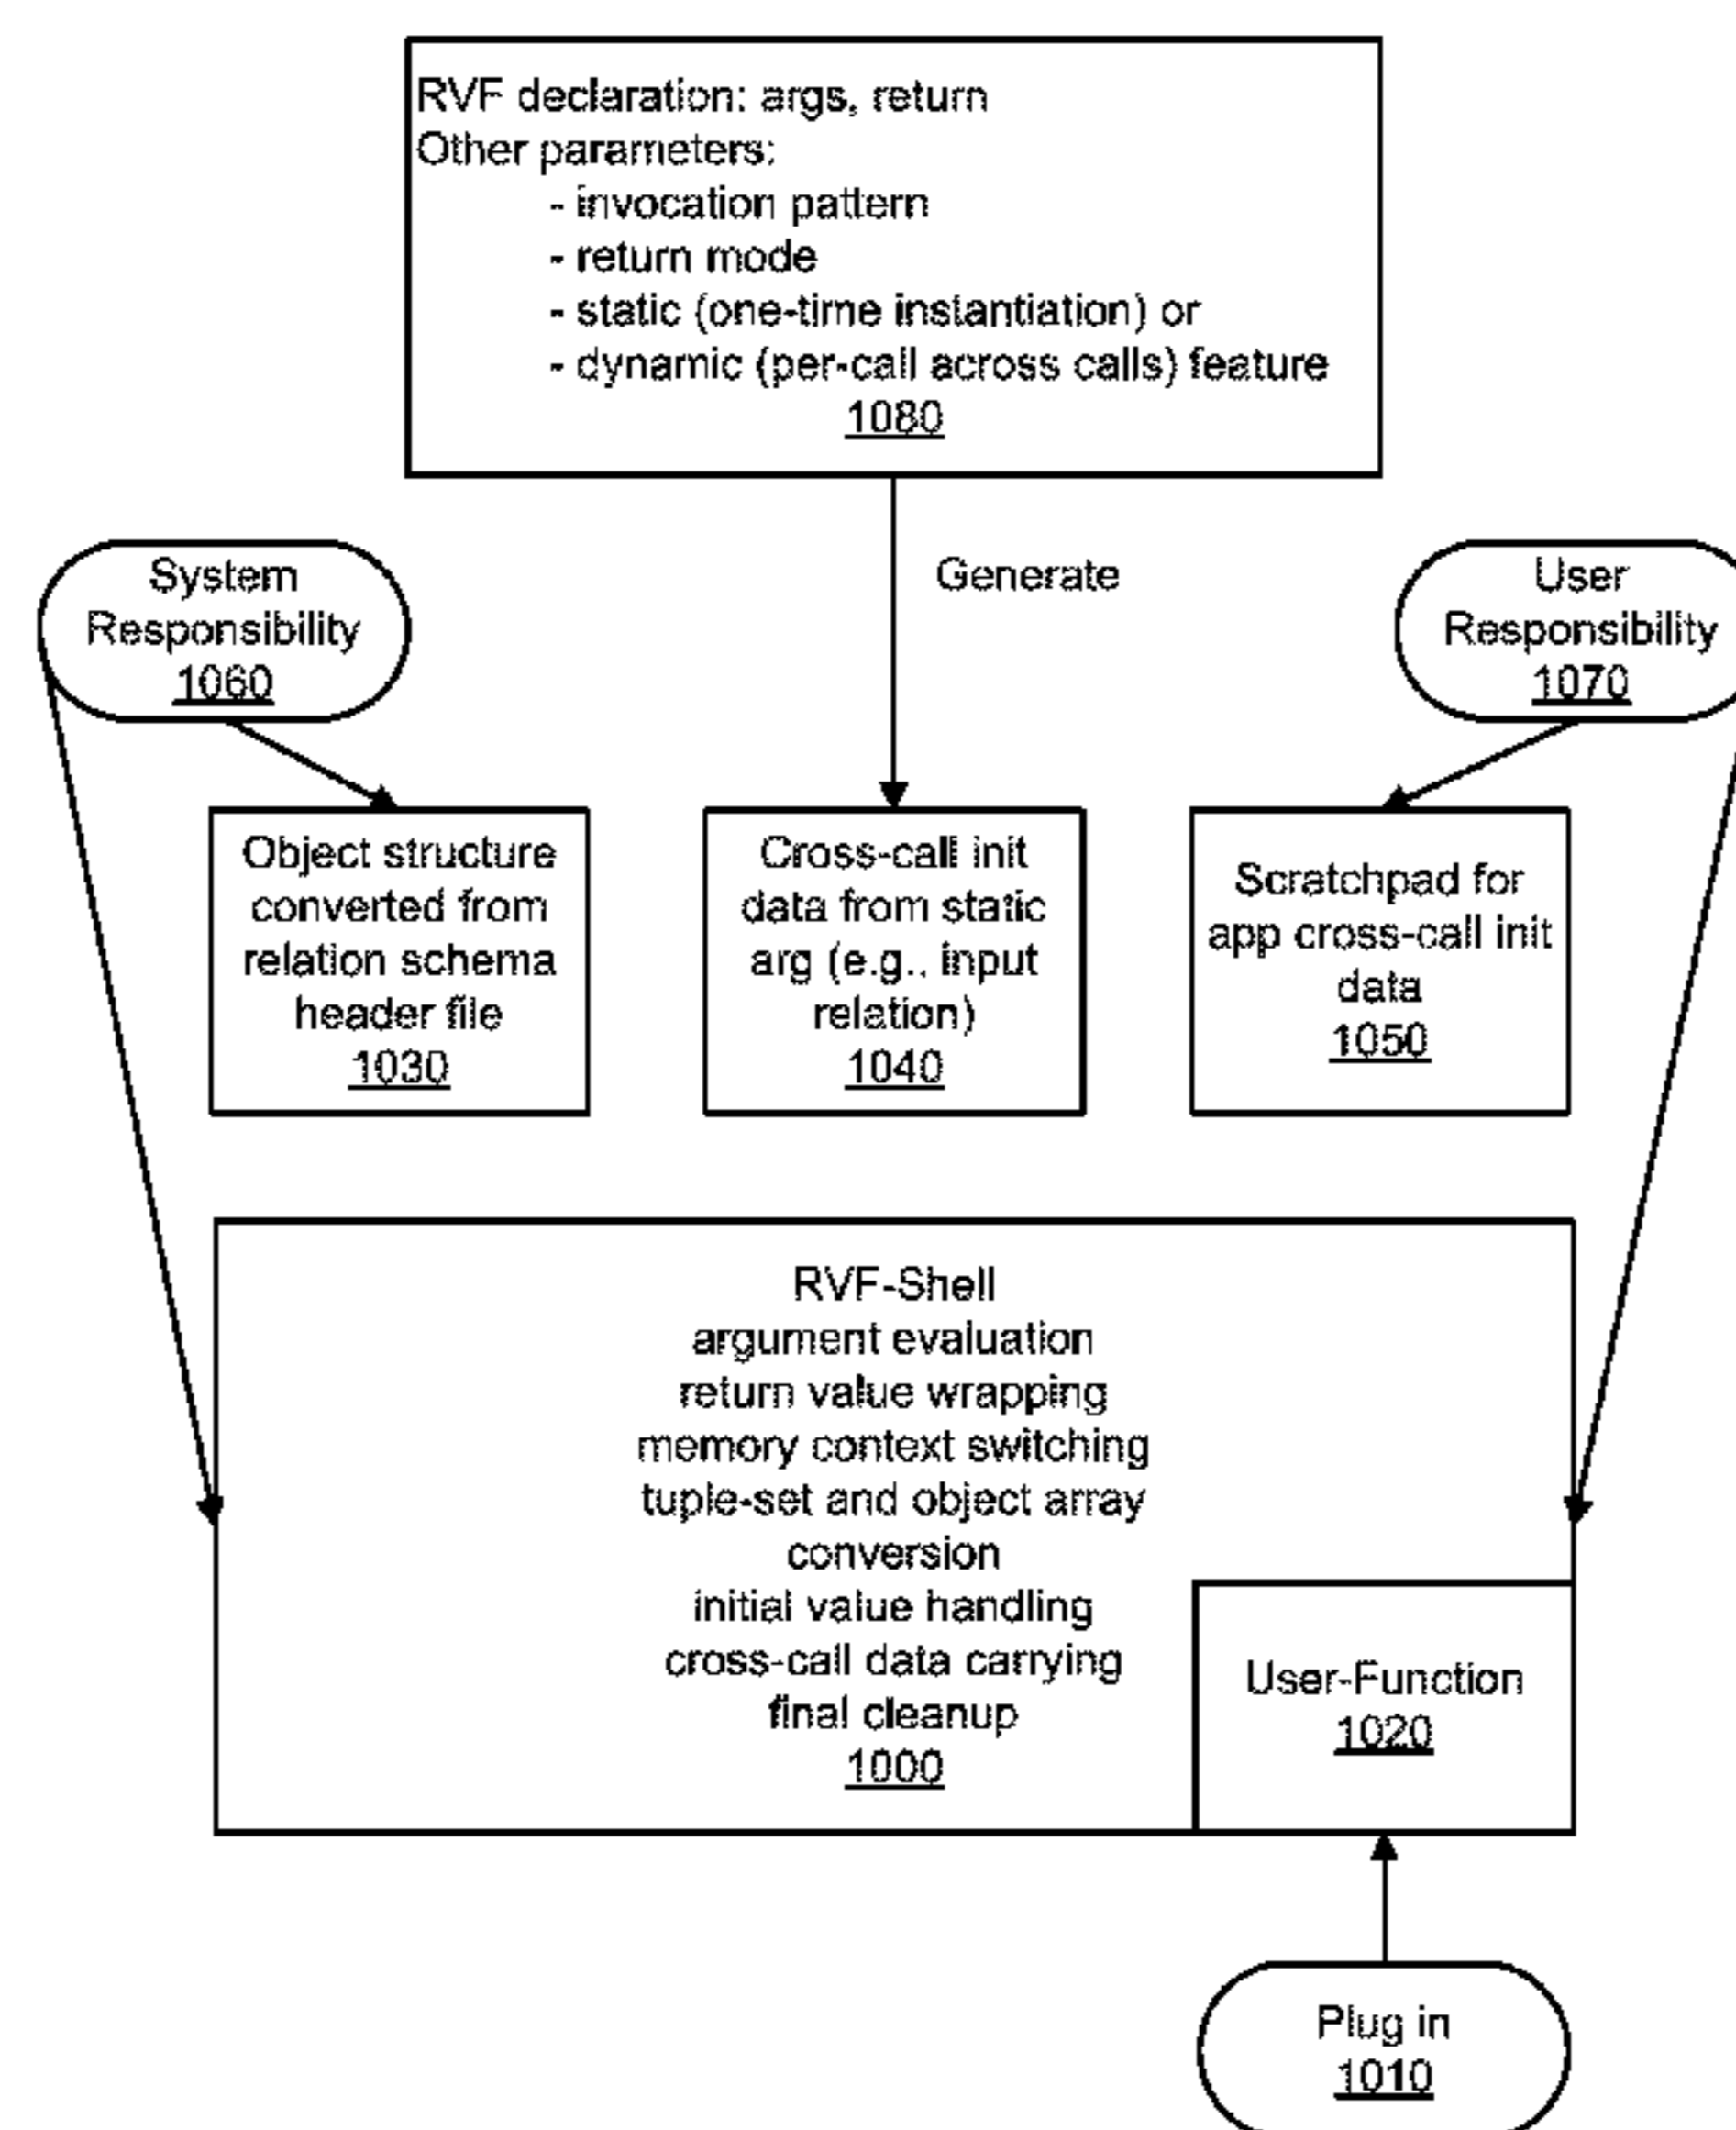 RVF declaration: args, return
Other parameters:
- invocation pattern
- return mode
- static (one-time instantiation) or
- dynamic (per-call across calls) feature
1080
Generate
System
Responsibility
1060
User
Responsibility
1070
Object structure
converted from
relation schema
header file
1030
Cross-call init
data from static
arg (e.g., input
relation)
1040
Scratchpad for
app cross-call init
data
1050
RVF-Shell
argument evaluation
return value wrapping
memory context switching
tuple-set and object array
conversion
initial value handling
cross-call data carrying
final cleanup
1000
User-Function
1020
Plug in
1010